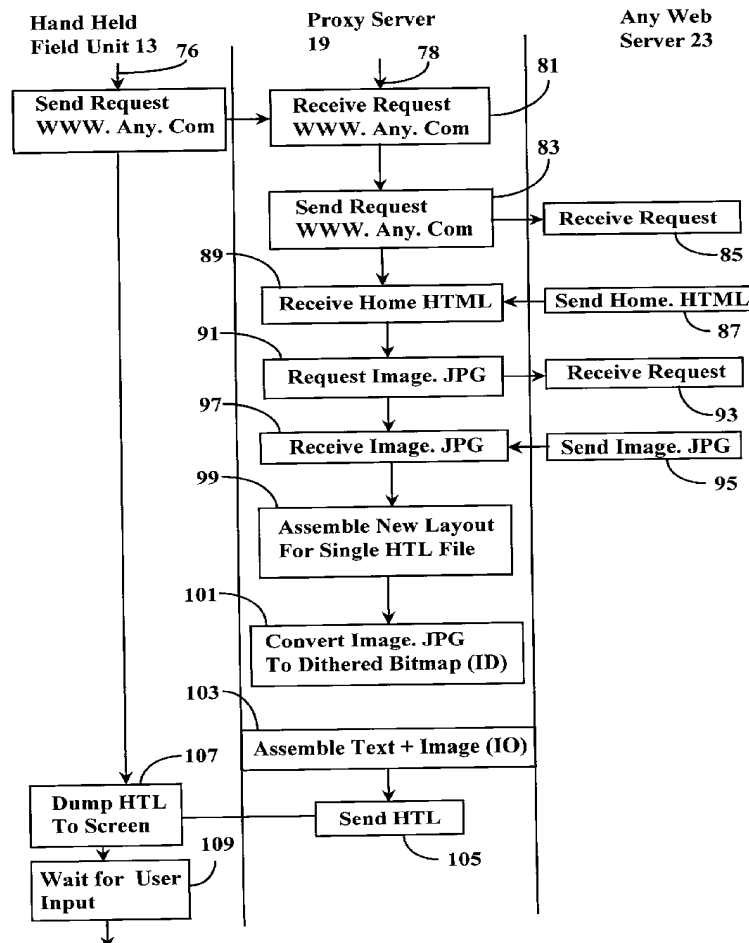 Hand Held
Field Unit 13
Proxy Server
19
Any Web
Server 23
76
78
81
Send Request
WWW. Any. Com
Receive Request
WWW. Any. Com
83
Send Request
WWW. Any. Com
Receive Request
85
89
Receive Home HTML
Send Home. HTML
87
91
Request Image. JPG
Receive Request
93
97
Receive Image. JPG
Send Image. JPG
95
99
Assemble New Layout
For Single HTL File
101
Convert Image. JPG
To Dithered Bitmap (ID)
103
Assemble Text + Image (IO)
107
Dump HTL
To Screen
Send HTL
105
109
Wait for User
Input